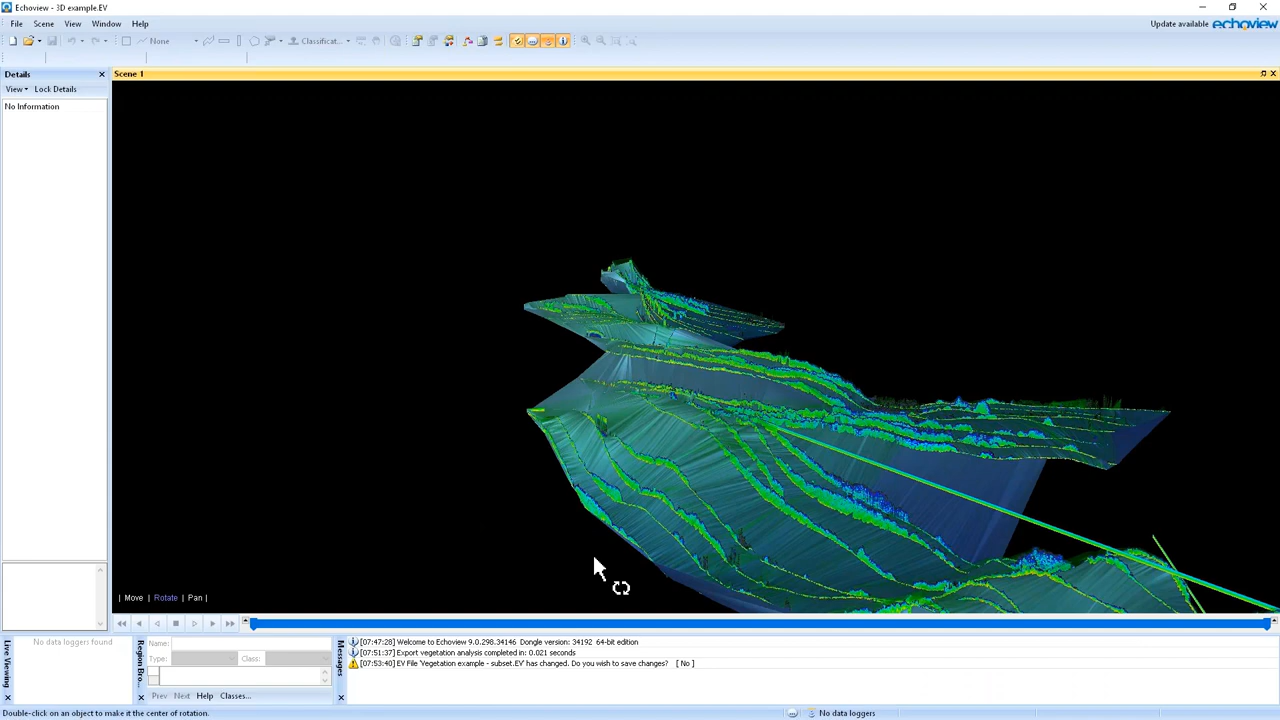 Echoview - 3D example.EV
File Scene View Window Help
Update available echoview
None
Classificat...
Details
Scene 1
View Lock Details
No Information
| Move | Rotate | Pan |
Live Viewing
No data loggers found
Region Bro...
Name:
Type: Class:
Prev Next Help Classes...
Messages
[07:47:28] Welcome to Echoview 9.0.298.34146 Dongle version: 34192 64-bit edition
[07:51:37] Export vegetation analysis completed in: 0.021 seconds
[07:53:40] EV File 'Vegetation example - subset.EV' has changed. Do you wish to save changes? [ No ]
Double-click on an object to make it the center of rotation.
No data loggers